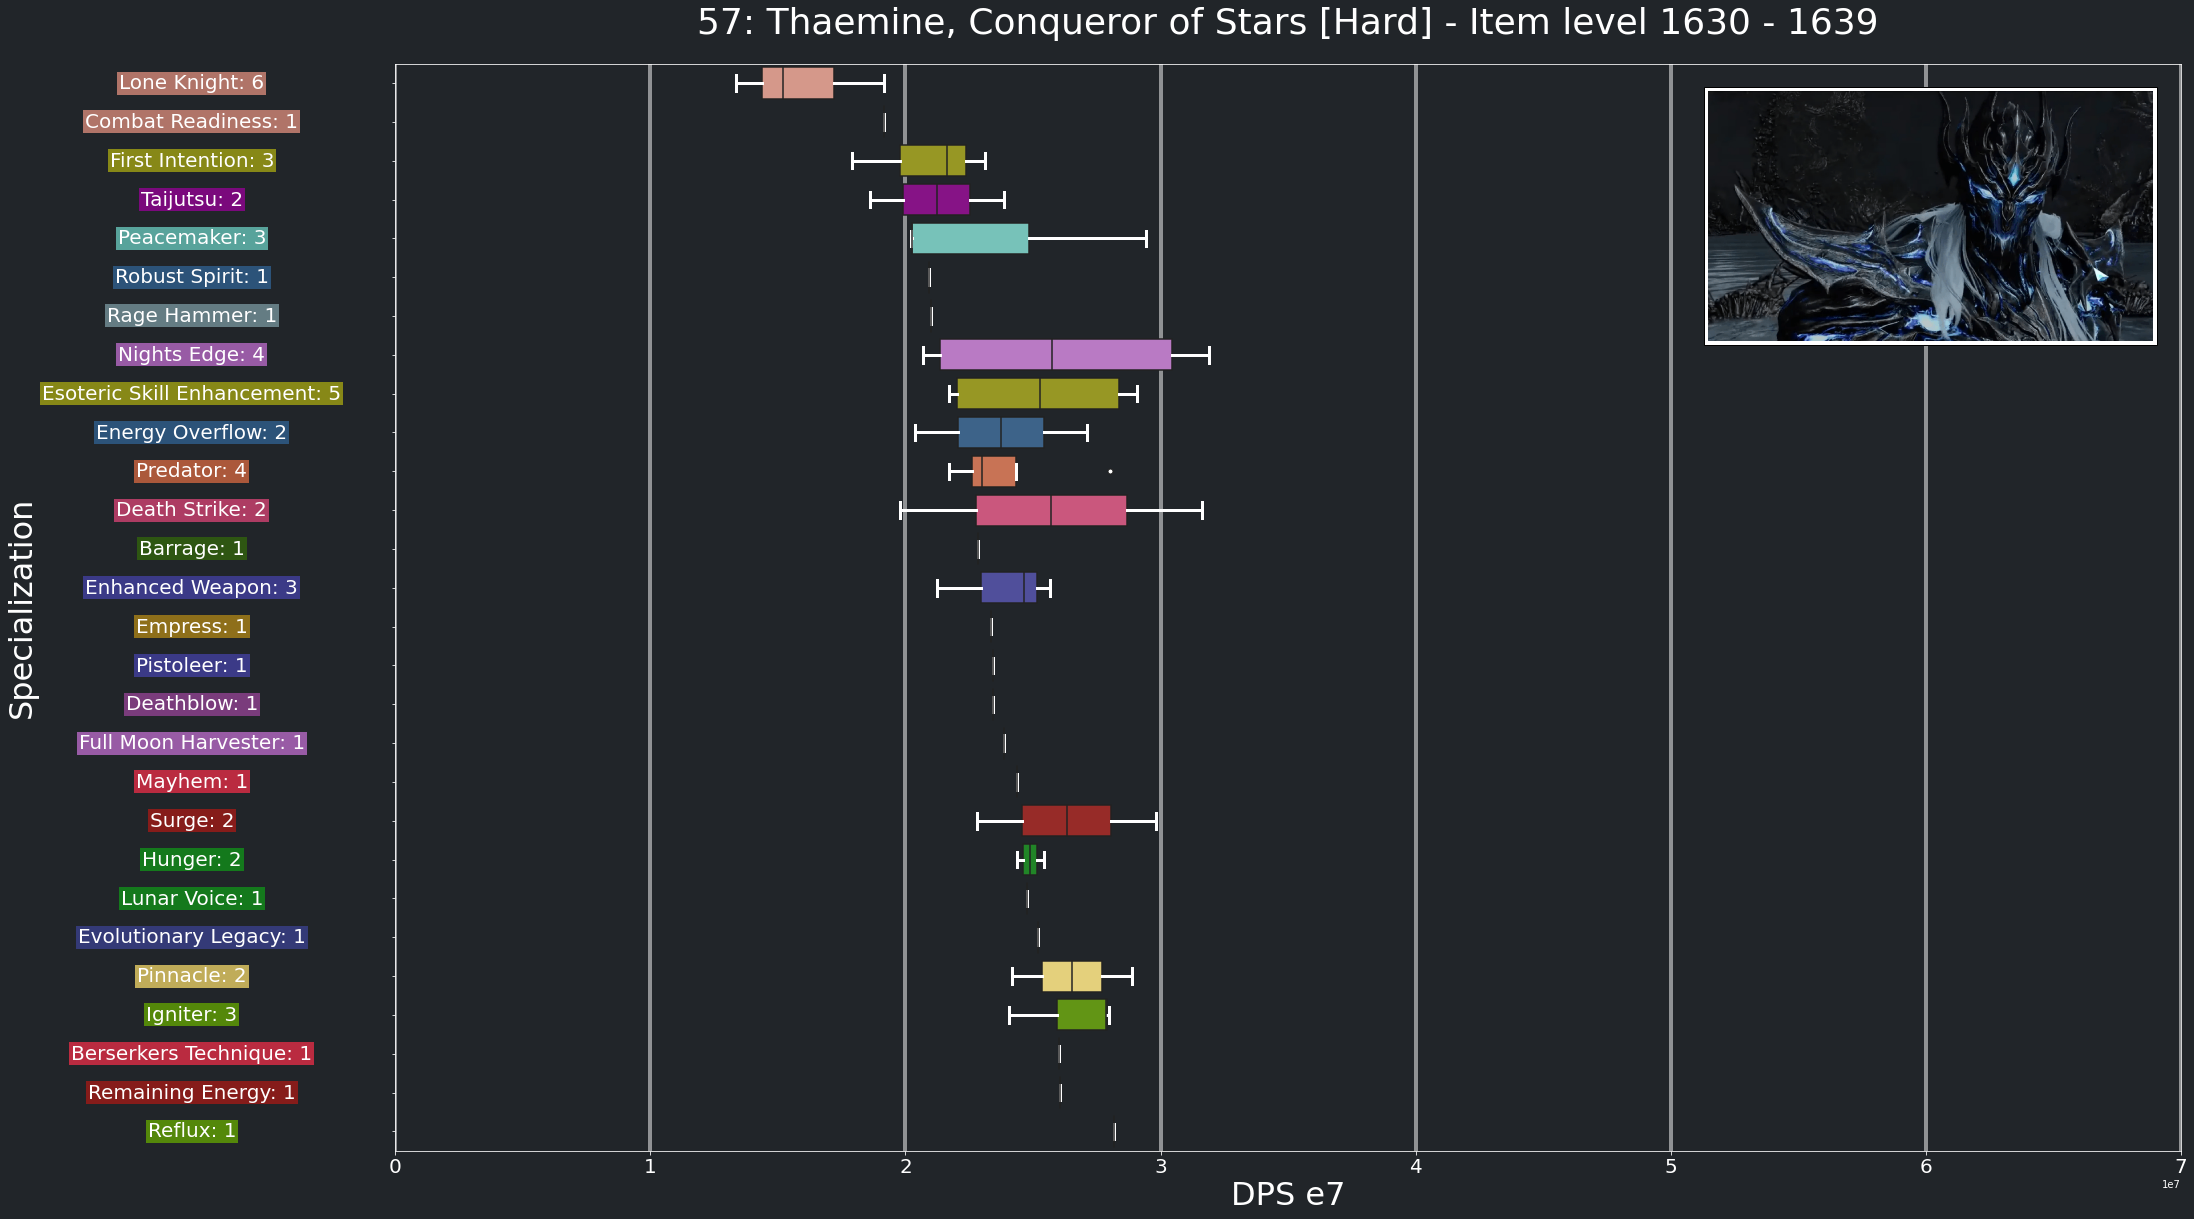 57: Thaemine, Conqueror of Stars [Hard] - Item level 1630 - 1639
Lone Knight: 6
Combat Readiness: 1
First Intention: 3
Taijutsu: 2
Peacemaker: 3
Robust Spirit: 1
Rage Hammer: 1
Nights Edge: 4
Esoteric Skill Enhancement: 5
Energy Overflow: 2
Predator: 4
Death Strike: 2
Barrage: 1
Enhanced Weapon: 3
Empress: 1
Pistoleer: 1
Deathblow: 1
Full Moon Harvester: 1
Mayhem: 1
Surge: 2
Hunger: 2
Lunar Voice: 1
Evolutionary Legacy: 1
Pinnacle: 2
Igniter: 3
Berserkers Technique: 1
Remaining Energy: 1
Reflux: 1
Specialization
0 1 2 3 4 5 6 7
1e7
DPS e7